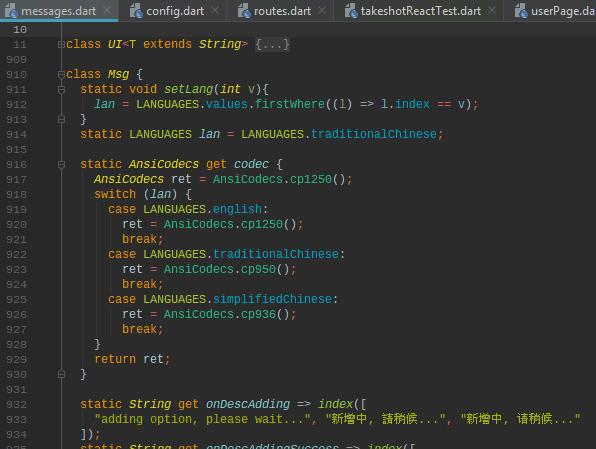 messages.dart × config.dart × routes.dart × takeshotReactTest.dart × userPage.da
10
11 class UI<T extends String> {...}
909
910 class Msg {
911 static void setLang(int v){
912 lan = LANGUAGES.values.firstWhere((l) => l.index == v);
913 }
914 static LANGUAGES lan = LANGUAGES.traditionalChinese;
915
916 static AnsiCodecs get codec {
917 AnsiCodecs ret = AnsiCodecs.cp1250();
918 switch (lan) {
919 case LANGUAGES.english:
920 ret = AnsiCodecs.cp1250();
921 break;
922 case LANGUAGES.traditionalChinese:
923 ret = AnsiCodecs.cp950();
924 break;
925 case LANGUAGES.simplifiedChinese:
926 ret = AnsiCodecs.cp936();
927 break;
928 }
929 return ret;
930 }
931
932 static String get onDescAdding => index([
933 "adding option, please wait...", "新增中, 請稍候...", "新增中, 请稍候..."
934 ]);
935 static String get onDescAddingSuccess => index([